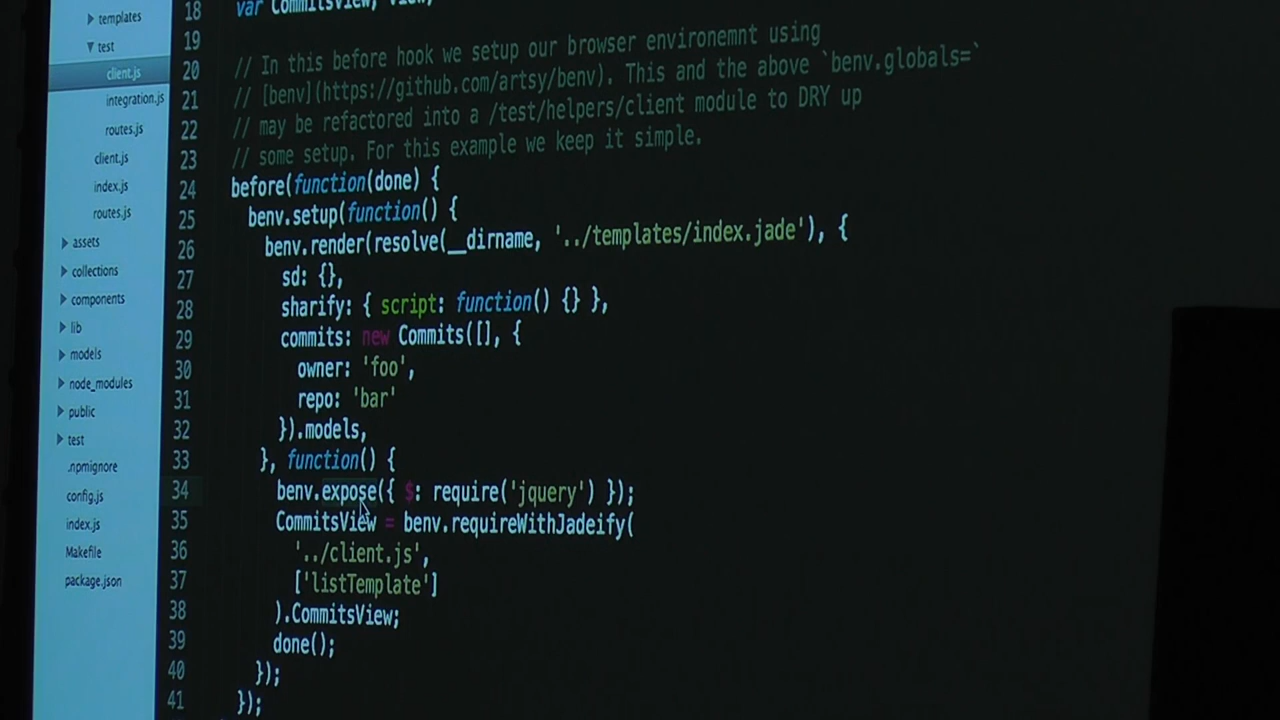 templates
test
client.js
integration.js
routes.js
client.js
index.js
routes.js
assets
collections
components
lib
models
node_modules
public
test
.npmignore
config.js
index.js
Makefile
package.json
18 var CommitsView, View,
19
20 // In this before hook we setup our browser environemnt using
21 // [benv](https://github.com/artsy/benv). This and the above `benv.globals=`
22 // may be refactored into a /test/helpers/client module to DRY up
23 // some setup. For this example we keep it simple.
24 before(function(done) {
25 benv.setup(function() {
26 benv.render(resolve(__dirname, '../templates/index.jade'), {
27 sd: {},
28 sharify: { script: function() {} },
29 commits: new Commits([], {
30 owner: 'foo',
31 repo: 'bar'
32 }).models,
33 }, function() {
34 benv.expose({ $: require('jquery') });
35 CommitsView = benv.requireWithJadeify(
36 '../client.js',
37 ['listTemplate']
38 ).CommitsView;
39 done();
40 });
41 });